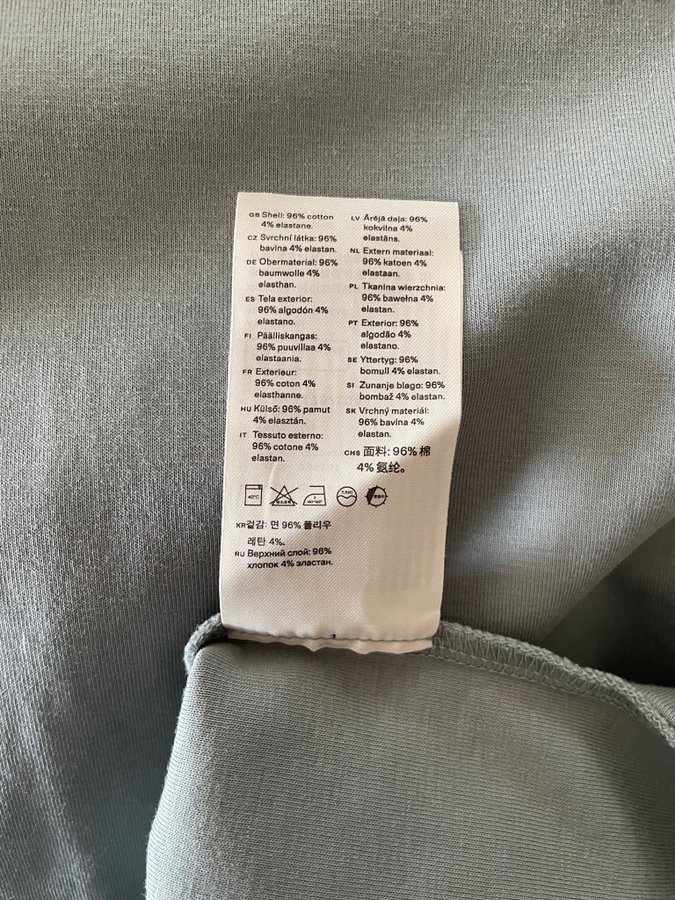 GB Shell: 96% cotton
4% elastane.
CZ Svrchní látka: 96%
bavlna 4% elastan.
DE Obermaterial: 96%
baumwolle 4%
elasthan.
ES Tela exterior:
96% algodón 4%
elastano.
FI Päälliskangas:
96% puuvillaa 4%
elastaania.
FR Exterieur:
96% coton 4%
elasthanne.
HU Külső: 96% pamut
4% elasztán.
IT Tessuto esterno:
96% cotone 4%
elastan.
LV Ārējā daļa: 96%
kokvilna 4%
elastāns.
NL Extern materiaal:
96% katoen 4%
elastaan.
PL Tkanina wierzchnia:
96% bawełna 4%
elastan.
PT Exterior: 96%
algodão 4%
elastano.
SE Yttertyg: 96%
bomull 4% elastan.
SI Zunanje blago: 96%
bombaž 4% elastan.
SK Vrchný materiál:
96% bavlna 4%
elastan.
CHS 面料: 96% 棉
4% 氨纶。
40℃
KR 겉감: 면 96% 폴리우
레탄 4%.
RU Верхний слой: 96%
хлопок 4% эластан.